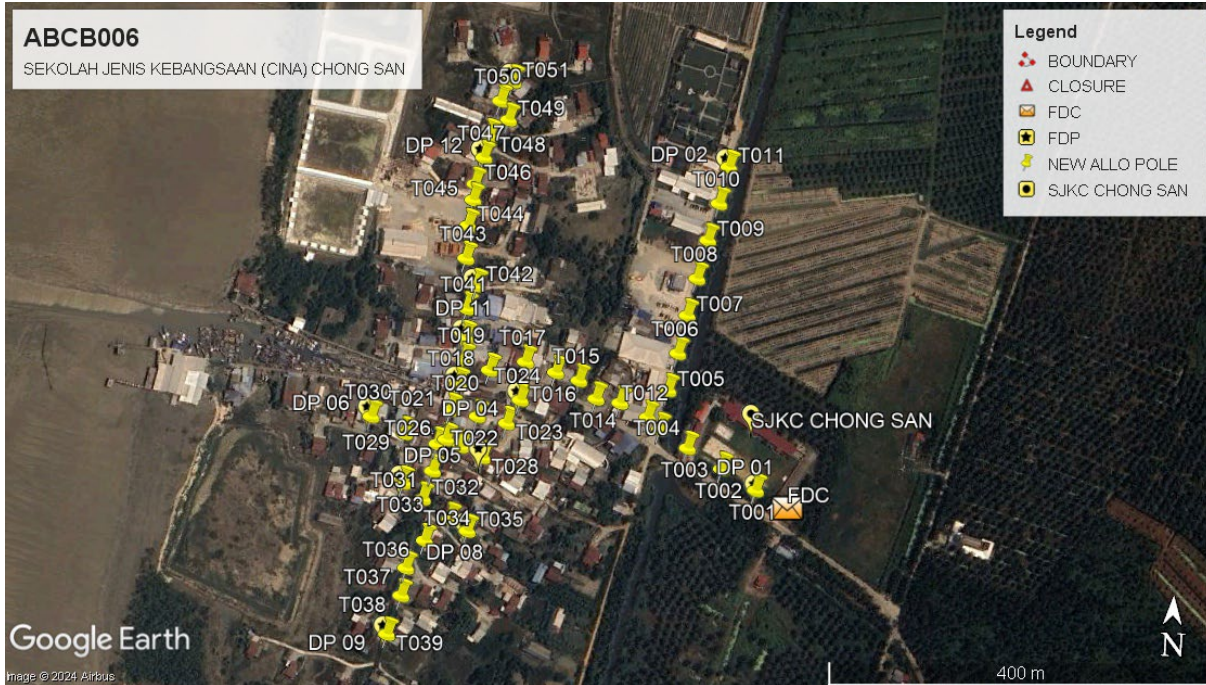 ABCB006
SEKOLAH JENIS KEBANGSAAN (CINA) CHONG SAN
Legend
BOUNDARY
CLOSURE
FDC
FDP
NEW ALLO POLE
SJKC CHONG SAN
T050
T051
T049
T047
DP 12
T048
T046
T045
T044
T043
T042
T041
DP 11
T019
T017
T018
T015
T024
T020
T016
T012
T014
T030
DP 06
T021
DP 04
T026
T029
T022
T023
DP 05
T028
T031
T032
T033
T034
T035
T036
DP 08
T037
T038
DP 09
T039
DP 02
T011
T010
T009
T008
T007
T006
T005
T004
SJKC CHONG SAN
T003
DP 01
T002
T001
FDC
Google Earth
Image © 2024 Airbus
400 m
N